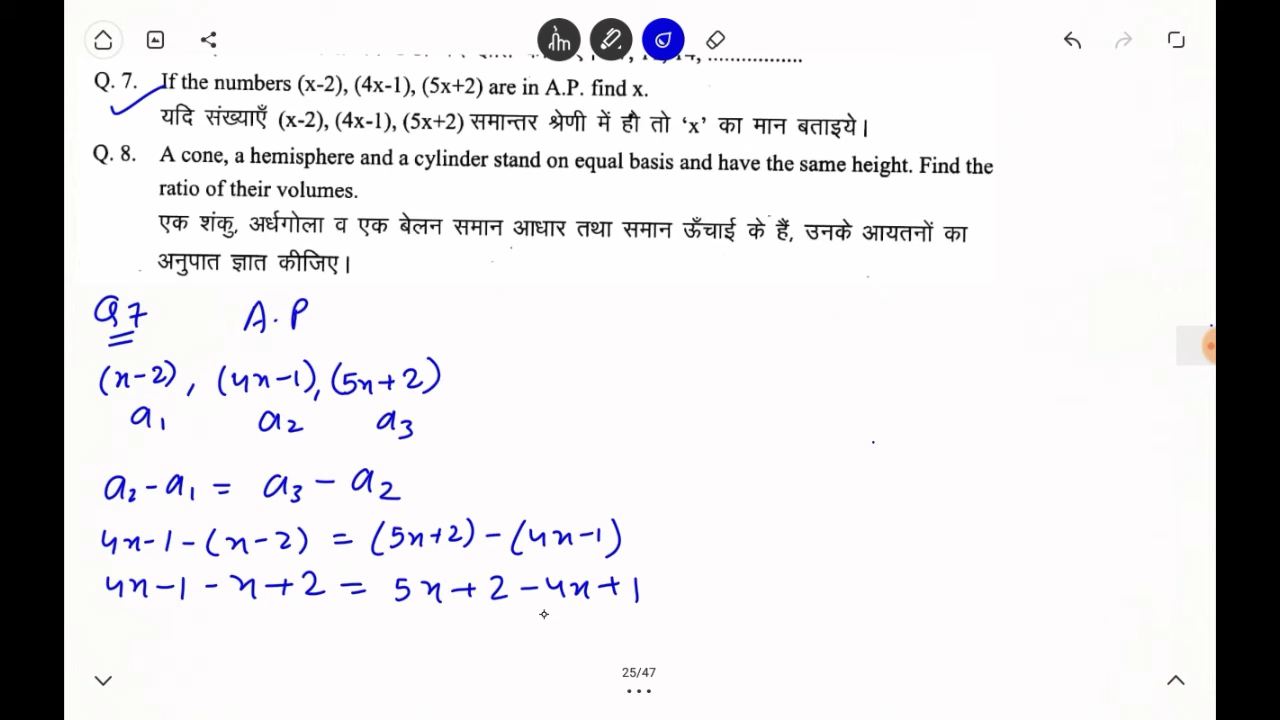 Q. 7. If the numbers (x-2), (4x-1), (5x+2) are in A.P. find x.
यदि संख्याएँ (x-2), (4x-1), (5x+2) समान्तर श्रेणी में हों तो ‘x’ का मान बताइये।
Q. 8. A cone, a hemisphere and a cylinder stand on equal basis and have the same height. Find the
ratio of their volumes.
एक शंकु, अर्धगोला व एक बेलन समान आधार तथा समान ऊँचाई के हैं, उनके आयतनों का
अनुपात ज्ञात कीजिए।
Q7 A.P
(x-2), (4x-1), (5x+2)
a₁ a₂ a₃
a₂-a₁ = a₃-a₂
4x-1-(x-2) = (5x+2)-(4x-1)
4x-1-x+2 = 5x+2-4x+1
25/47